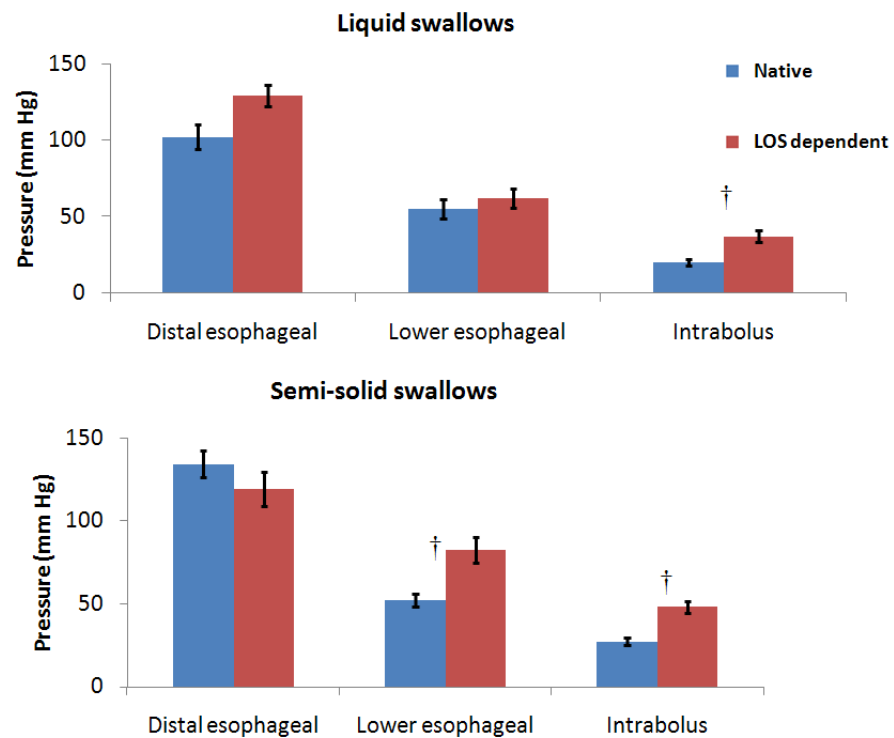 Liquid swallows
Pressure (mm Hg)
150
100
50
0
Native
LOS dependent
†
Distal esophageal
Lower esophageal
Intrabolus
Semi-solid swallows
Pressure (mm Hg)
150
100
50
0
†
†
Distal esophageal
Lower esophageal
Intrabolus